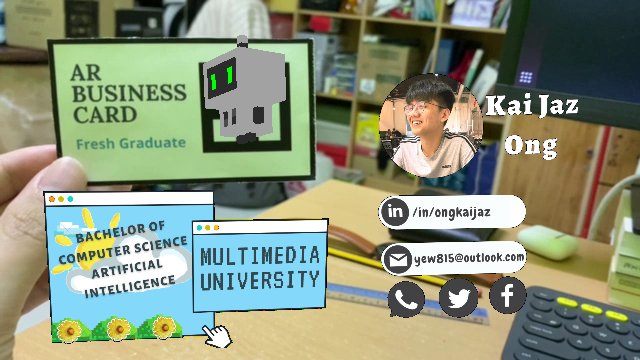 AR
BUSINESS
CARD
Fresh Graduate
Kai Jaz
Ong
in /in/ongkaijaz
yew815@outlook.com
BACHELOR OF
COMPUTER SCIENCE
ARTIFICIAL
INTELLIGENCE
MULTIMEDIA
UNIVERSITY